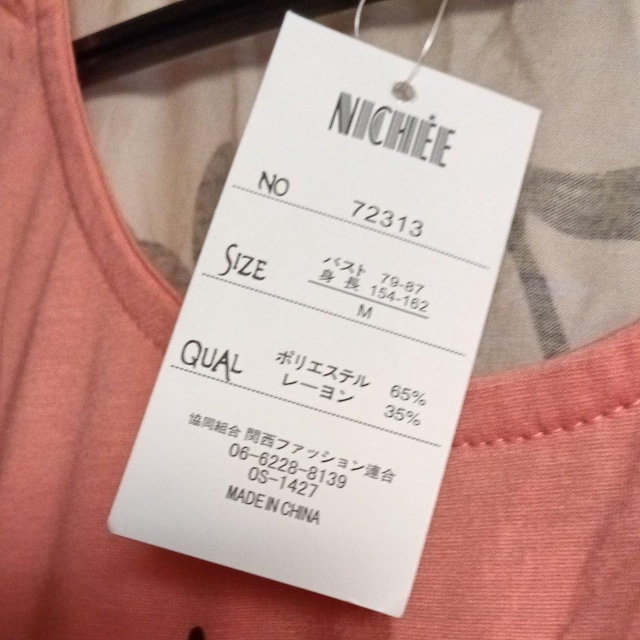 NICHIÉE
NO 72313
SIZE バスト 79-87
身長 154-162
M
QUAL ポリエステル 65%
レーヨン 35%
協同組合 関西ファッション連合
06-6228-8139
OS-1427
MADE IN CHINA